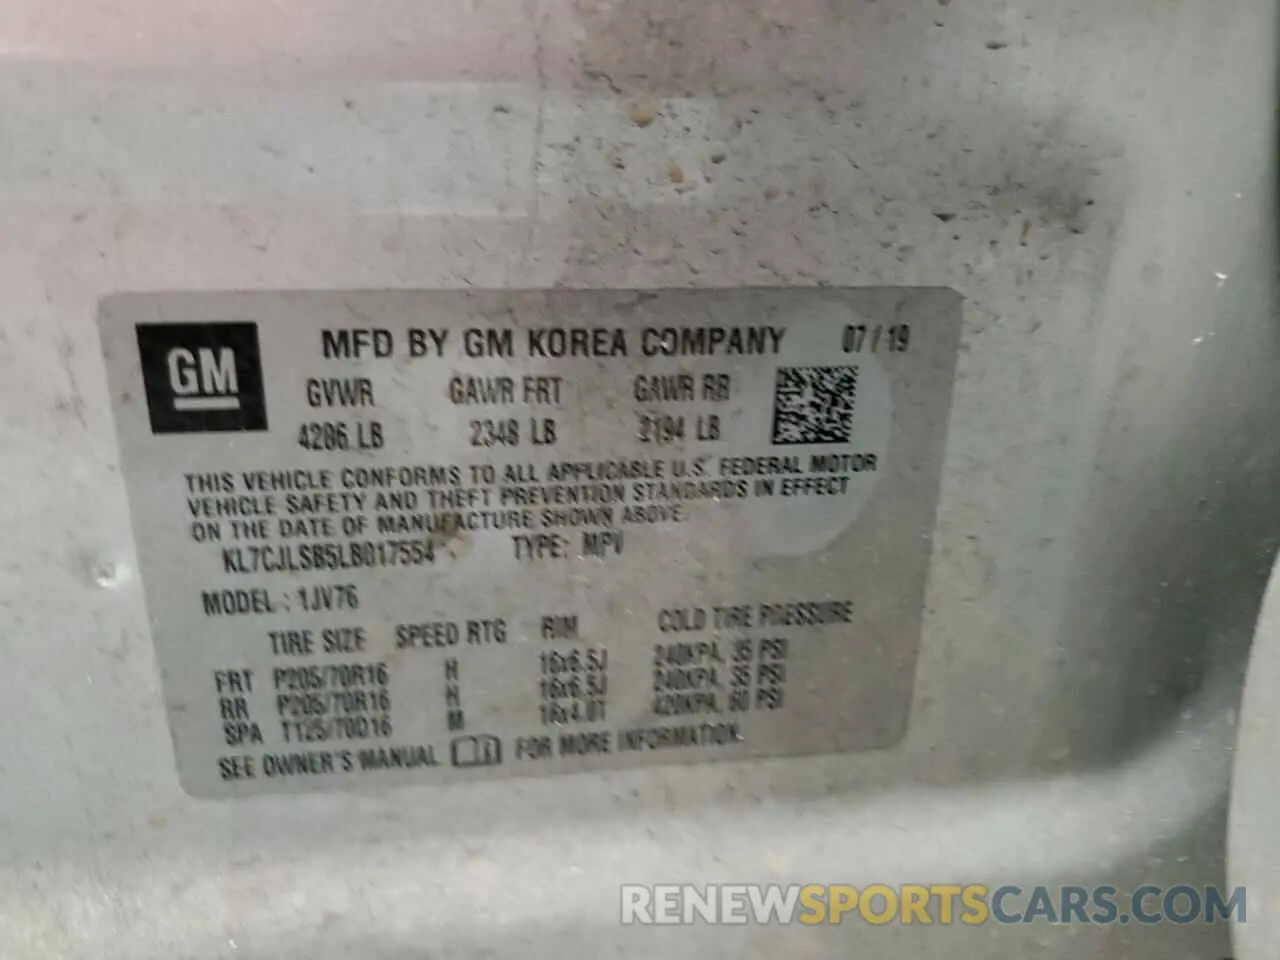 GM
MFD BY GM KOREA COMPANY 07/19
GVWR GAWR FRT GAWR RR
4286 LB 2348 LB 2194 LB
THIS VEHICLE CONFORMS TO ALL APPLICABLE U.S. FEDERAL MOTOR
VEHICLE SAFETY AND THEFT PREVENTION STANDARDS IN EFFECT
ON THE DATE OF MANUFACTURE SHOWN ABOVE.
KL7CJLSB5LB017554 TYPE: MPV
MODEL: 1JV76
TIRE SIZE SPEED RTG RIM COLD TIRE PRESSURE
FRT P205/70R16 H 16x6.5J 240KPA, 35 PSI
RR P205/70R16 H 16x6.5J 240KPA, 35 PSI
SPA T125/70D16 M 16x4.0T 420KPA, 60 PSI
SEE OWNER'S MANUAL FOR MORE INFORMATION.
RENEWSPORTSCARS.COM